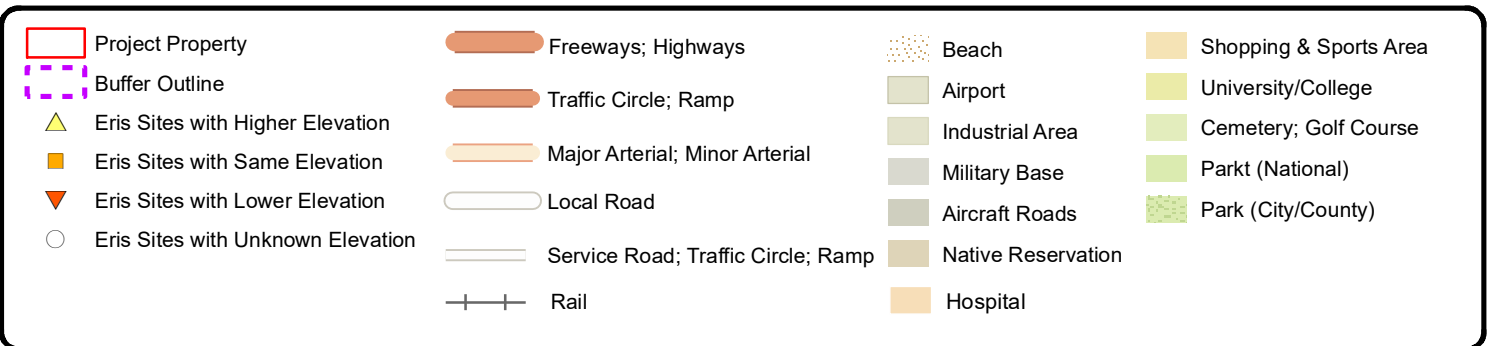 Project Property
Buffer Outline
Eris Sites with Higher Elevation
Eris Sites with Same Elevation
Eris Sites with Lower Elevation
Eris Sites with Unknown Elevation
Freeways; Highways
Traffic Circle; Ramp
Major Arterial; Minor Arterial
Local Road
Service Road; Traffic Circle; Ramp
Rail
Beach
Airport
Industrial Area
Military Base
Aircraft Roads
Native Reservation
Hospital
Shopping & Sports Area
University/College
Cemetery; Golf Course
Parkt (National)
Park (City/County)